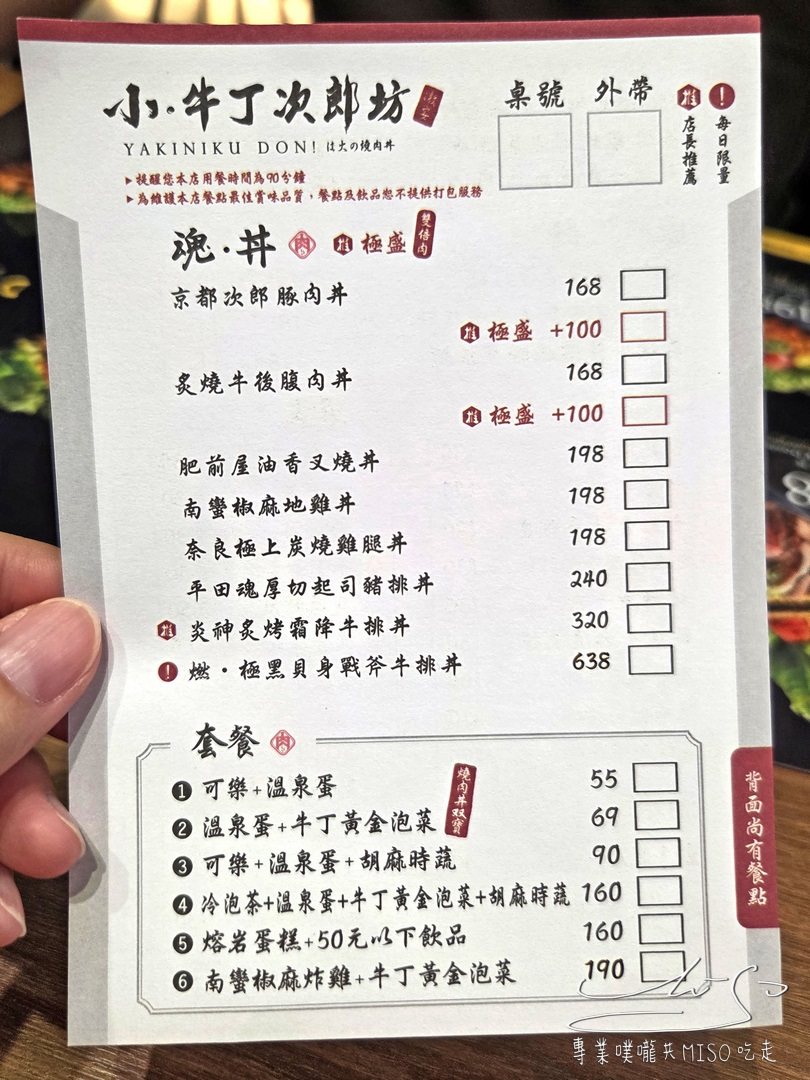 小·牛丁次郎坊
YAKINIKU DON! は火の燒肉丼
▸提醒您本店用餐時間為90分鐘
▸為維護本店餐點最佳賞味品質，餐點及飲品恕不提供打包服務
桌號 外帶
推 店長推薦
! 每日限量
魂·丼 肉 推 極盛 雙倍肉
京都次郎豚肉丼 168
推 極盛 +100
炙燒牛後腹肉丼 168
推 極盛 +100
肥前屋油香叉燒丼 198
南蠻椒麻地雞丼 198
奈良極上炭燒雞腿丼 198
平田魂厚切起司豬排丼 240
推 炎神炙烤霜降牛排丼 320
! 燃·極黑貝身戰斧牛排丼 638
套餐 肉
燒肉丼双寶
1 可樂+溫泉蛋 55
2 溫泉蛋+牛丁黃金泡菜 69
3 可樂+溫泉蛋+胡麻時蔬 90
4 冷泡茶+溫泉蛋+牛丁黃金泡菜+胡麻時蔬 160
5 熔岩蛋糕+50元以下飲品 160
6 南蠻椒麻炸雞+牛丁黃金泡菜 190
背面尚有餐點
專業噗嚨共MISO吃走